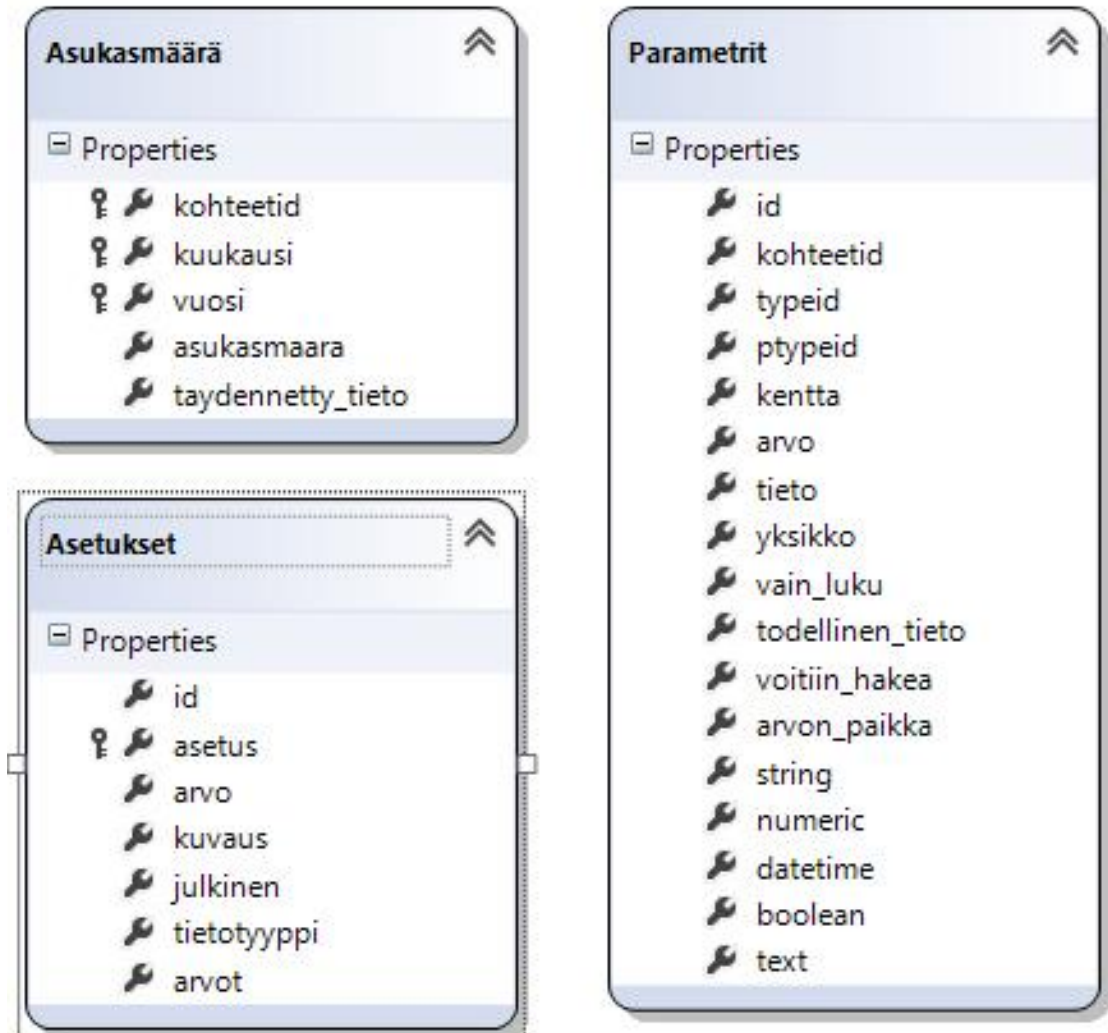 Asukasmäärä
Properties
kohteetid
kuukausi
vuosi
asukasmaara
taydennetty_tieto
Asetukset
Properties
id
asetus
arvo
kuvaus
julkinen
tietotyyppi
arvot
Parametrit
Properties
id
kohteetid
typeid
ptypeid
kentta
arvo
tieto
yksikko
vain_luku
todellinen_tieto
voitiin_hakea
arvon_paikka
string
numeric
datetime
boolean
text